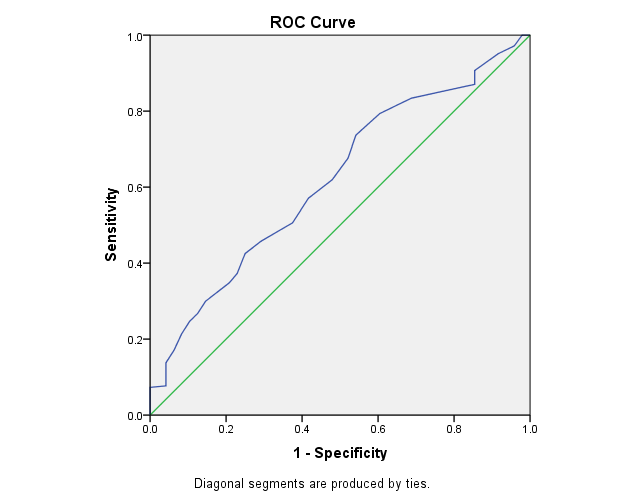 ROC Curve
1.0
0.8
0.6
0.4
0.2
0.0
Sensitivity
0.0 0.2 0.4 0.6 0.8 1.0
1 - Specificity
Diagonal segments are produced by ties.